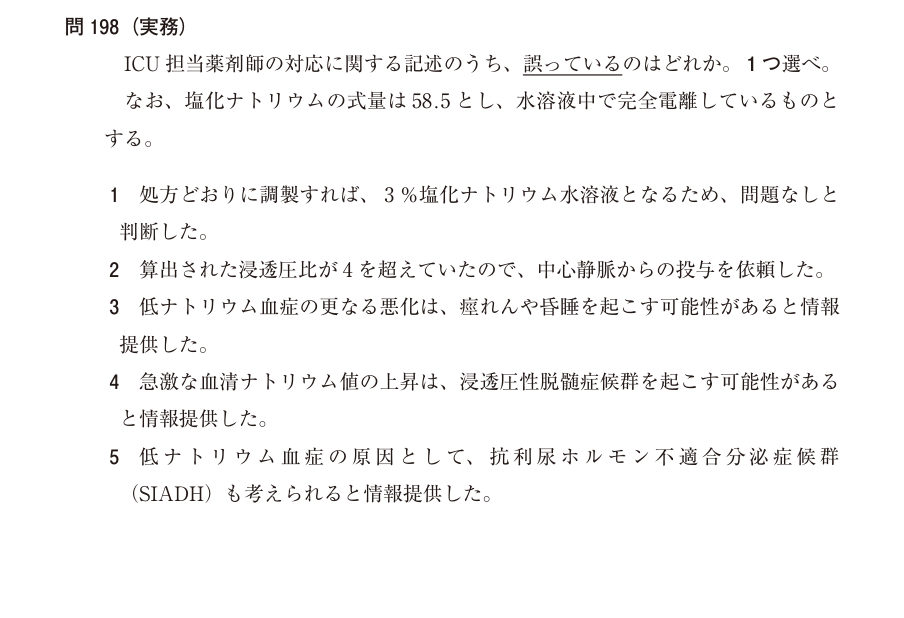 問 198（実務）
ICU 担当薬剤師の対応に関する記述のうち、誤っているのはどれか。１つ選べ。
なお、塩化ナトリウムの式量は 58.5 とし、水溶液中で完全電離しているものと
する。
1 処方どおりに調製すれば、３％塩化ナトリウム水溶液となるため、問題なしと
判断した。
2 算出された浸透圧比が４を超えていたので、中心静脈からの投与を依頼した。
3 低ナトリウム血症の更なる悪化は、痙れんや昏睡を起こす可能性があると情報
提供した。
4 急激な血清ナトリウム値の上昇は、浸透圧性脱髄症候群を起こす可能性がある
と情報提供した。
5 低ナトリウム血症の原因として、抗利尿ホルモン不適合分泌症候群
（SIADH）も考えられると情報提供した。